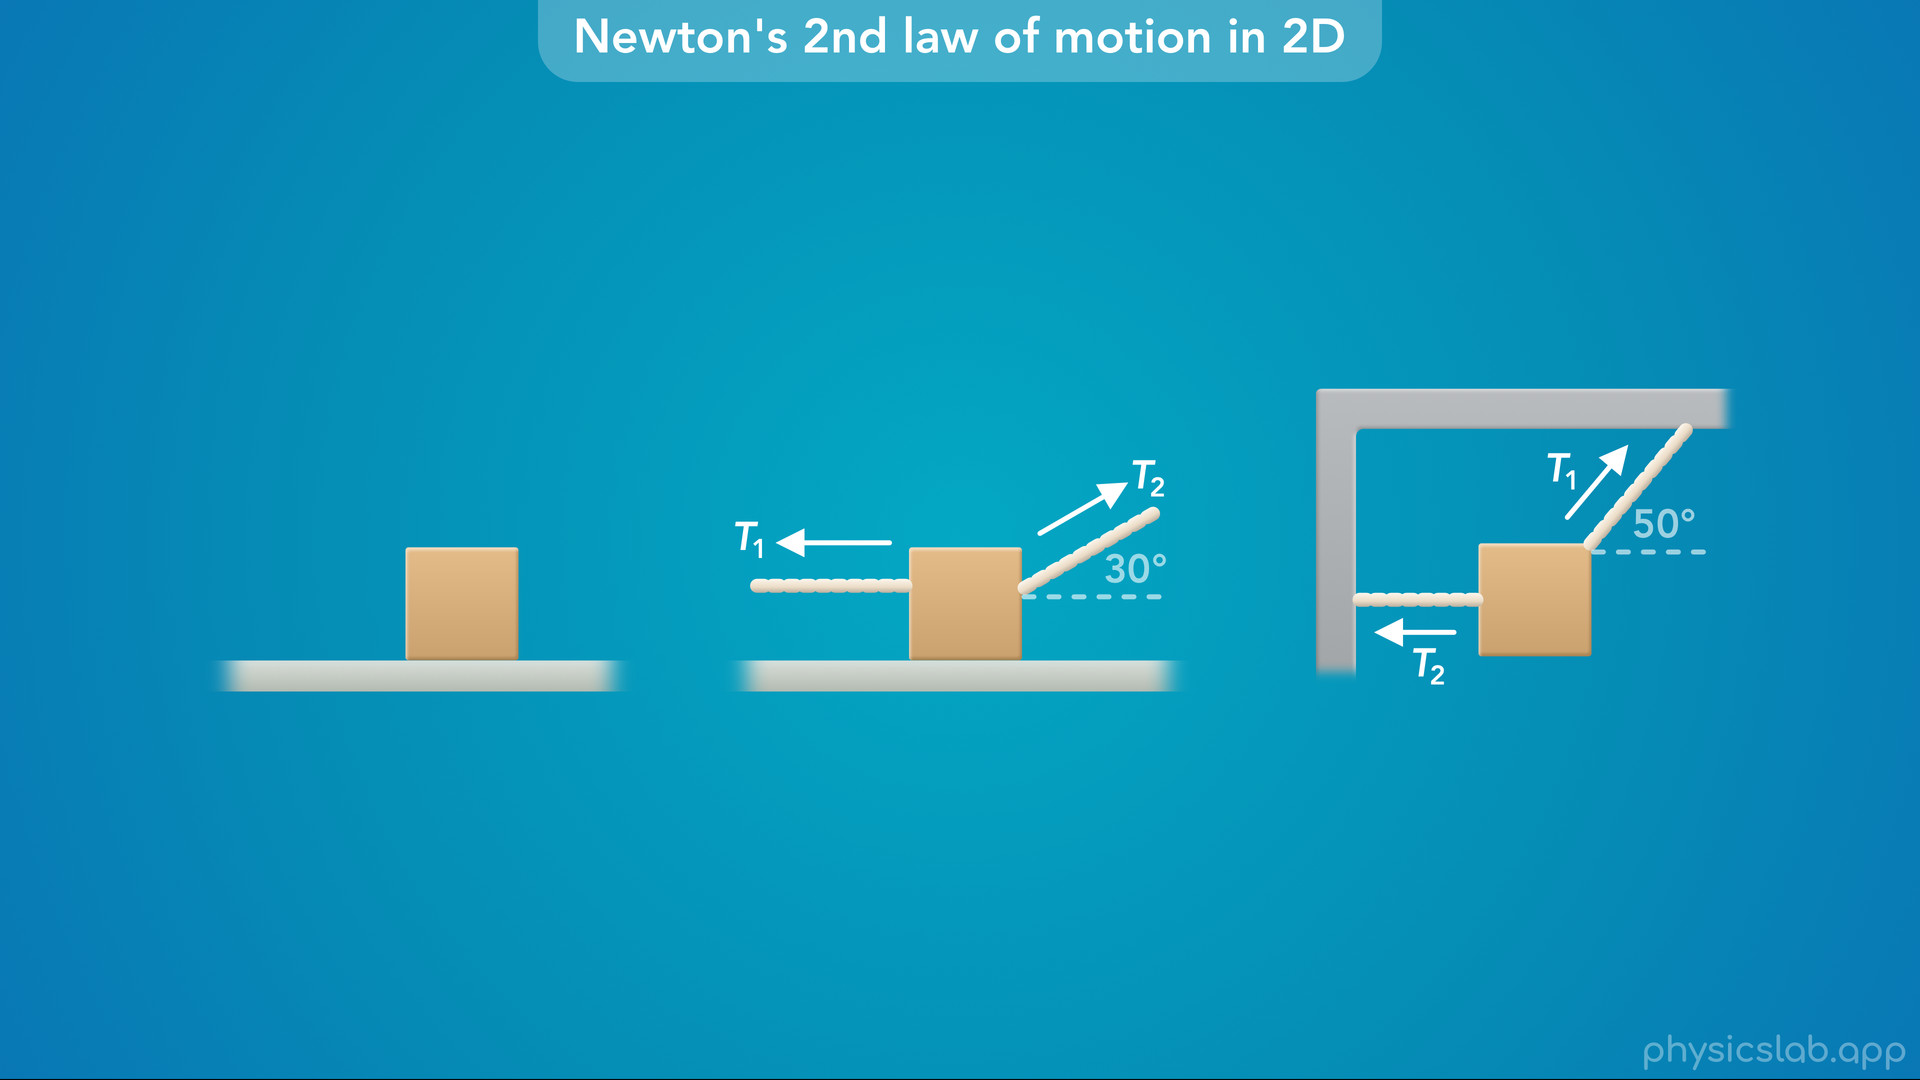 Newton's 2nd law of motion in 2D
T1
T2
30°
T1
50°
T2
physicslab.app